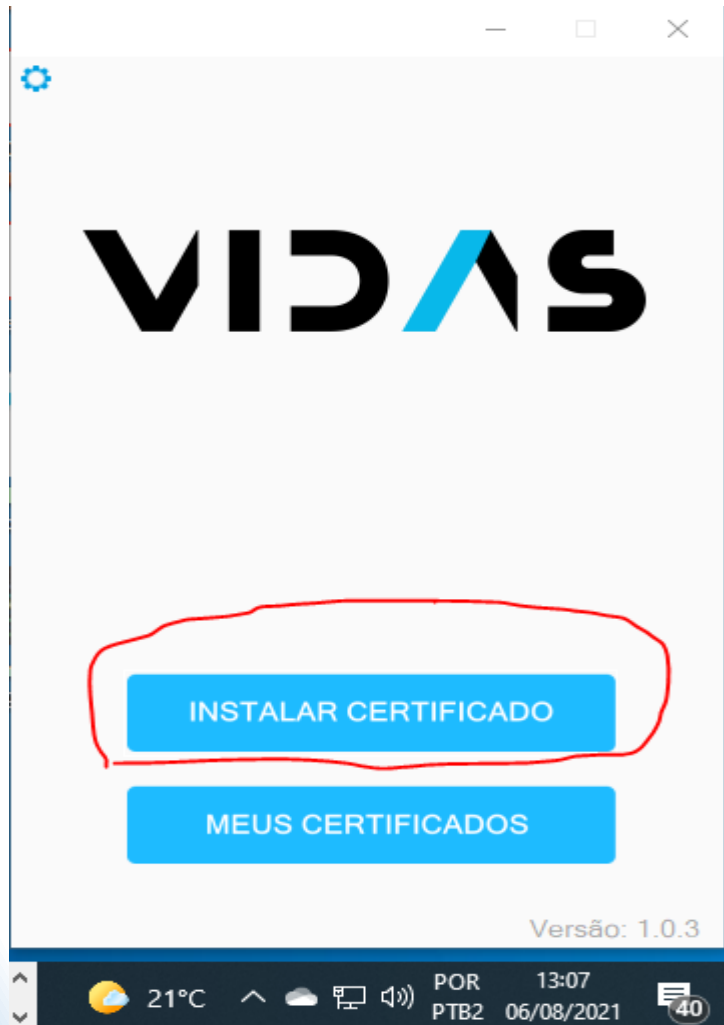 VIDAS
INSTALAR CERTIFICADO
MEUS CERTIFICADOS
Versão: 1.0.3
21°C
POR
PTB2
13:07
06/08/2021
40